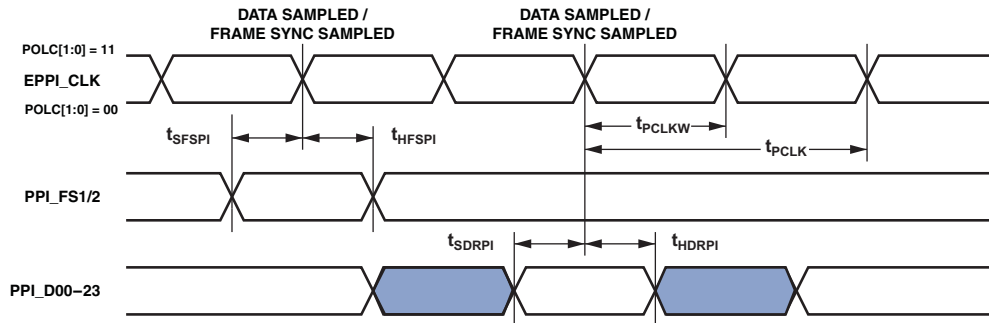 DATA SAMPLED /
FRAME SYNC SAMPLED
DATA SAMPLED /
FRAME SYNC SAMPLED
POLC[1:0] = 11
EPPI_CLK
POLC[1:0] = 00
tSFSPI
tHFSPI
tPCLKW
tPCLK
PPI_FS1/2
tSDRPI
tHDRPI
PPI_D00–23